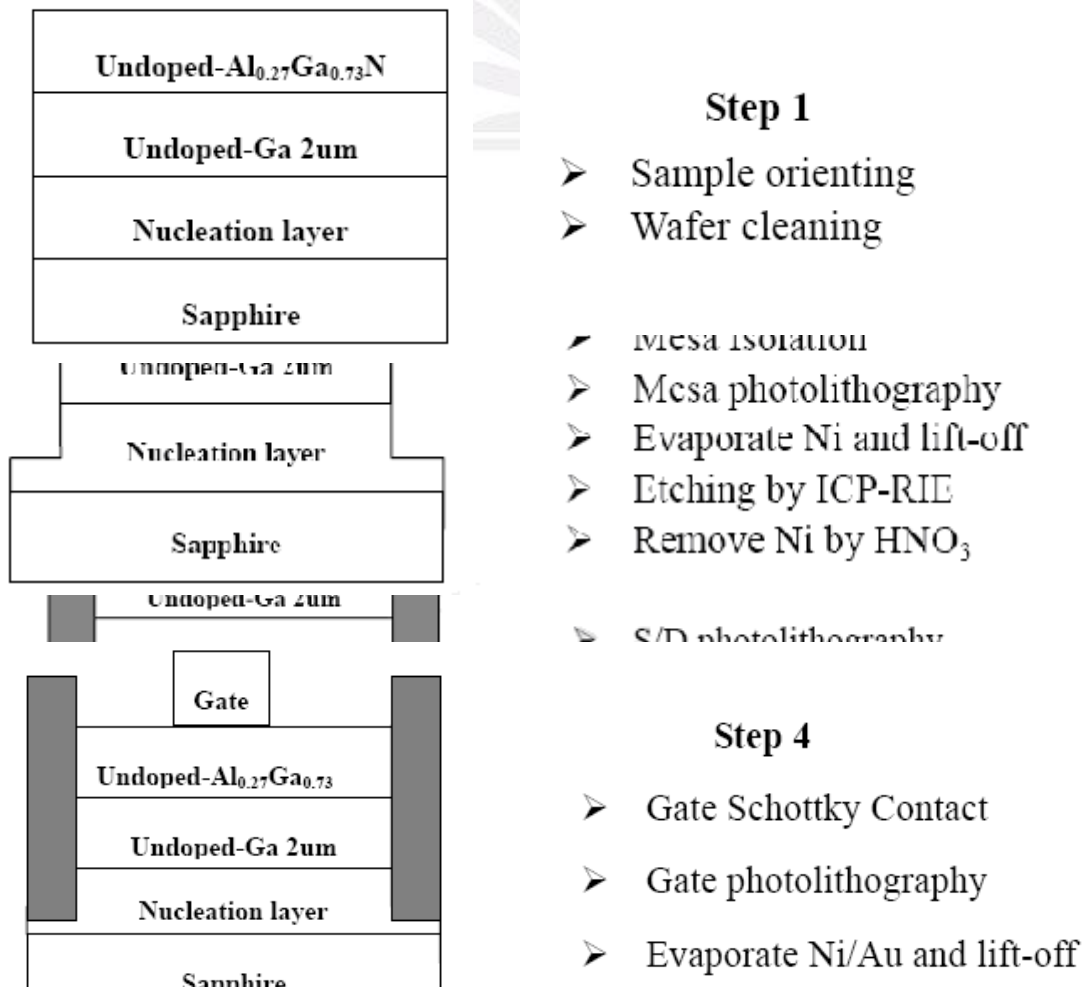 Undoped-Al₀.₂₇Ga₀.₇₃N
Undoped-Ga 2um
Nucleation layer
Sapphire
Step 1
➢ Sample orienting
➢ Wafer cleaning
Undoped-Ga 2um
Nucleation layer
Sapphire
➢ Mesa Isolation
➢ Mesa photolithography
➢ Evaporate Ni and lift-off
➢ Etching by ICP-RIE
➢ Remove Ni by HNO₃
Undoped-Ga 2um
➢ S/D photolithography
Gate
Undoped-Al₀.₂₇Ga₀.₇₃
Undoped-Ga 2um
Nucleation layer
Sapphire
Step 4
➢ Gate Schottky Contact
➢ Gate photolithography
➢ Evaporate Ni/Au and lift-off